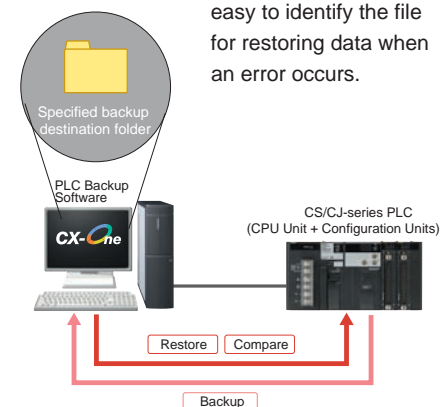 easy to identify the file
for restoring data when
an error occurs.
Specified backup
destination folder
PLC Backup
Software
CX-One
CS/CJ-series PLC
(CPU Unit + Configuration Units)
Restore
Compare
Backup